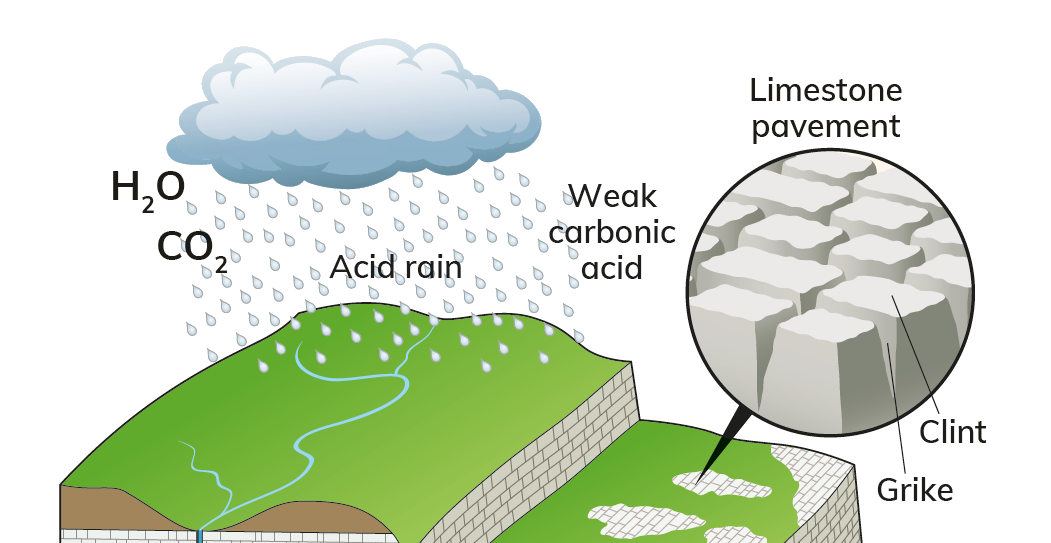 Limestone
pavement
H₂O
CO₂
Weak
carbonic
acid
Acid rain
Clint
Grike